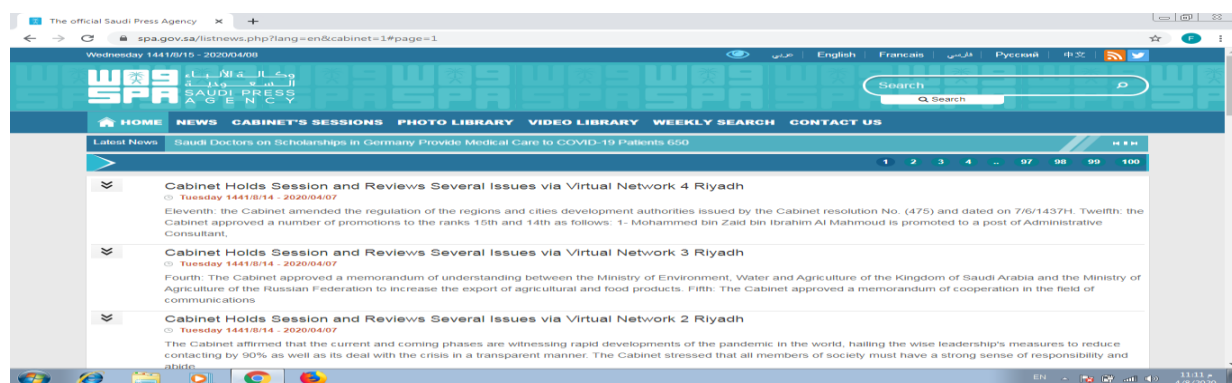 The official Saudi Press Agency
spa.gov.sa/listnews.php?lang=en&cabinet=1#page=1
Wednesday 1441/8/15 - 2020/04/08
عربي | English | Francais | فارسى | Русский | 中文
وكـالـة الأنـبـاء
الـسـعـوديـة
SAUDI PRESS
AGENCY
SPA
Search
Search
HOME NEWS CABINET'S SESSIONS PHOTO LIBRARY VIDEO LIBRARY WEEKLY SEARCH CONTACT US
Latest News Saudi Doctors on Scholarships in Germany Provide Medical Care to COVID-19 Patients 650
1 2 3 4 .. 97 98 99 100
Cabinet Holds Session and Reviews Several Issues via Virtual Network 4 Riyadh
Tuesday 1441/8/14 - 2020/04/07
Eleventh: the Cabinet amended the regulation of the regions and cities development authorities issued by the Cabinet resolution No. (475) and dated on 7/6/1437H. Twelfth: the
Cabinet approved a number of promotions to the ranks 15th and 14th as follows: 1- Mohammed bin Zaid bin Ibrahim Al Mahmoud is promoted to a post of Administrative
Consultant,
Cabinet Holds Session and Reviews Several Issues via Virtual Network 3 Riyadh
Tuesday 1441/8/14 - 2020/04/07
Fourth: The Cabinet approved a memorandum of understanding between the Ministry of Environment, Water and Agriculture of the Kingdom of Saudi Arabia and the Ministry of
Agriculture of the Russian Federation to increase the export of agricultural and food products. Fifth: The Cabinet approved a memorandum of cooperation in the field of
communications
Cabinet Holds Session and Reviews Several Issues via Virtual Network 2 Riyadh
Tuesday 1441/8/14 - 2020/04/07
The Cabinet affirmed that the current and coming phases are witnessing rapid developments of the pandemic in the world, hailing the wise leadership's measures to reduce
contacting by 90% as well as its deal with the crisis in a transparent manner. The Cabinet stressed that all members of society must have a strong sense of responsibility and
abide
EN
11:11 م
4/8/2020